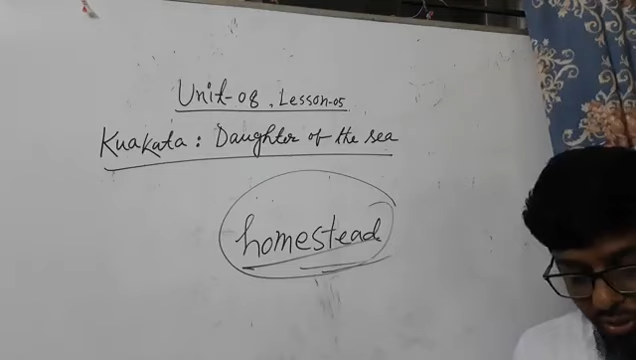 Unit-08, Lesson-05
Kuakata: Daughter of the sea
homestead